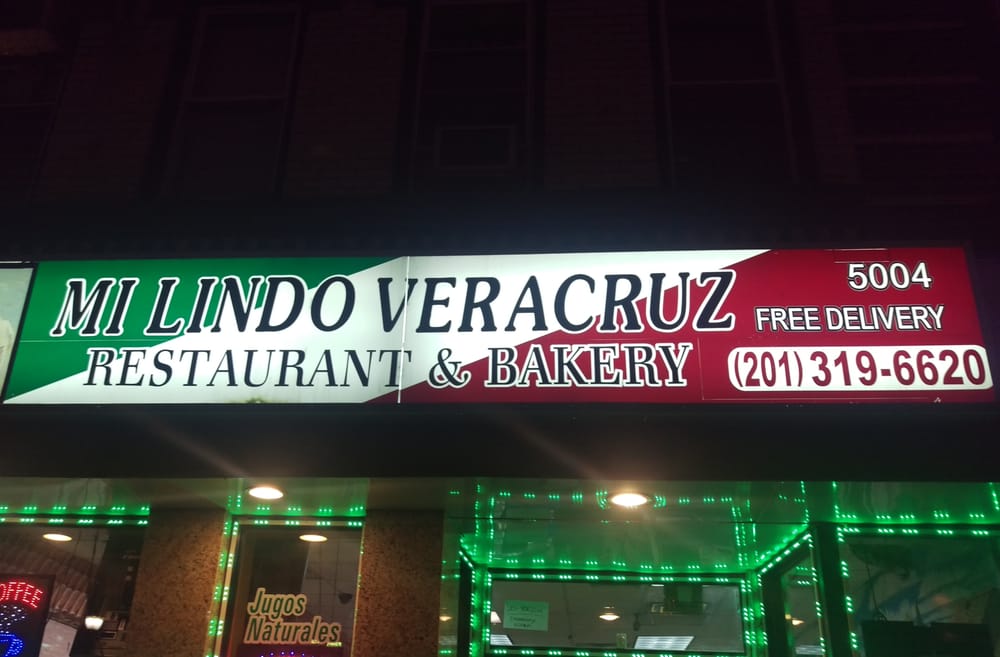 MI LINDO VERACRUZ
RESTAURANT & BAKERY
5004
FREE DELIVERY
(201) 319-6620
OFFEE
Jugos
Naturales